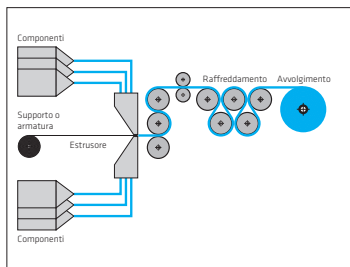 Componenti
Raffreddamento
Avvolgimento
Supporto o
armatura
Estrusore
Componenti